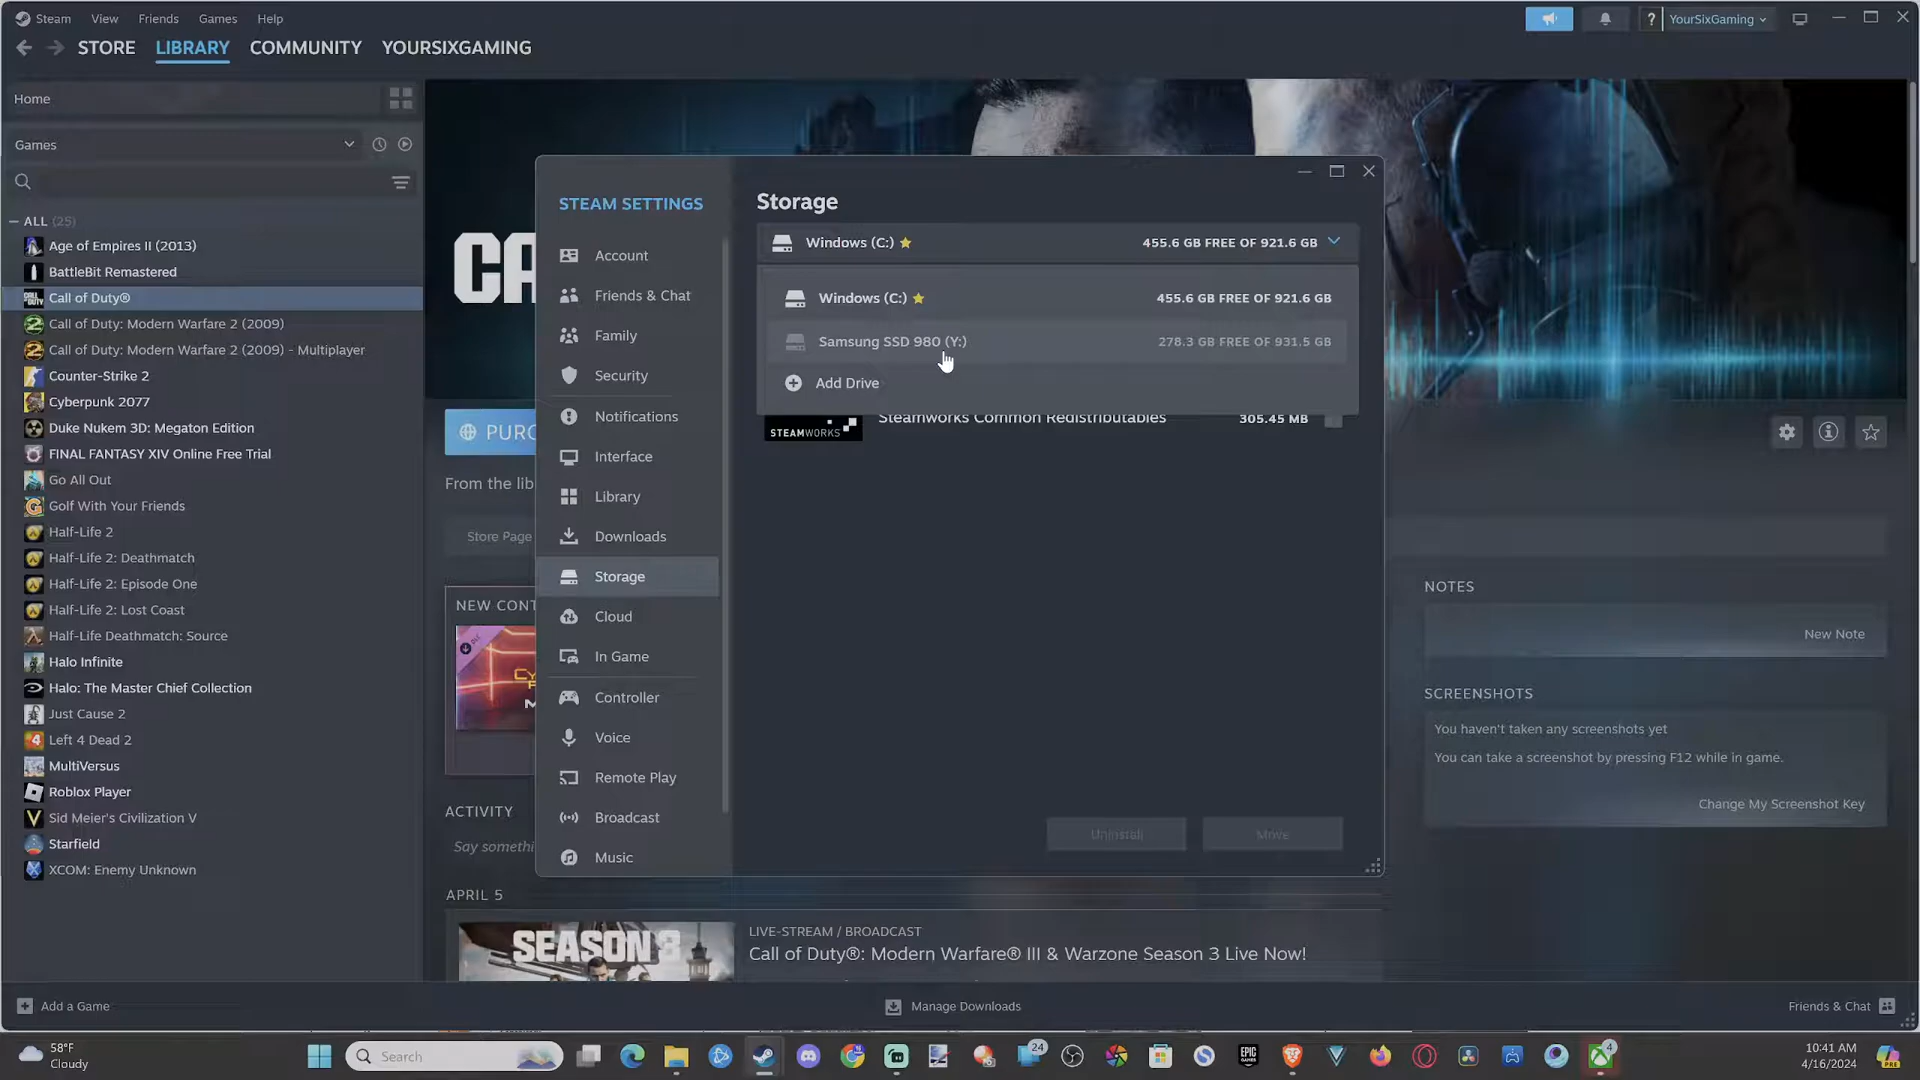 Steam View Friends Games Help
? YourSixGaming
STORE LIBRARY COMMUNITY YOURSIXGAMING
Home
Games
ALL (25)
Age of Empires II (2013)
BattleBit Remastered
Call of Duty®
Call of Duty: Modern Warfare 2 (2009)
Call of Duty: Modern Warfare 2 (2009) - Multiplayer
Counter-Strike 2
Cyberpunk 2077
Duke Nukem 3D: Megaton Edition
FINAL FANTASY XIV Online Free Trial
Go All Out
Golf With Your Friends
Half-Life 2
Half-Life 2: Deathmatch
Half-Life 2: Episode One
Half-Life 2: Lost Coast
Half-Life Deathmatch: Source
Halo Infinite
Halo: The Master Chief Collection
Just Cause 2
Left 4 Dead 2
MultiVersus
Roblox Player
Sid Meier's Civilization V
Starfield
XCOM: Enemy Unknown
CA
PURC
From the lib
Store Page
NEW CONT
ACTIVITY
Say somethi
APRIL 5
SEASON 3
LIVE-STREAM / BROADCAST
Call of Duty®: Modern Warfare® III & Warzone Season 3 Live Now!
STEAM SETTINGS
Account
Friends & Chat
Family
Security
Notifications
Interface
Library
Downloads
Storage
Cloud
In Game
Controller
Voice
Remote Play
Broadcast
Music
Storage
Windows (C:) 455.6 GB FREE OF 921.6 GB
Windows (C:) 455.6 GB FREE OF 921.6 GB
Samsung SSD 980 (Y:) 278.3 GB FREE OF 931.5 GB
Add Drive
STEAMWORKS Steamworks Common Redistributables 305.45 MB
Uninstall Move
NOTES
New Note
SCREENSHOTS
You haven't taken any screenshots yet
You can take a screenshot by pressing F12 while in game.
Change My Screenshot Key
Add a Game Manage Downloads Friends & Chat
58°F
Cloudy
Search
24
EPIC GAMES
4
10:41 AM
4/16/2024
PRE